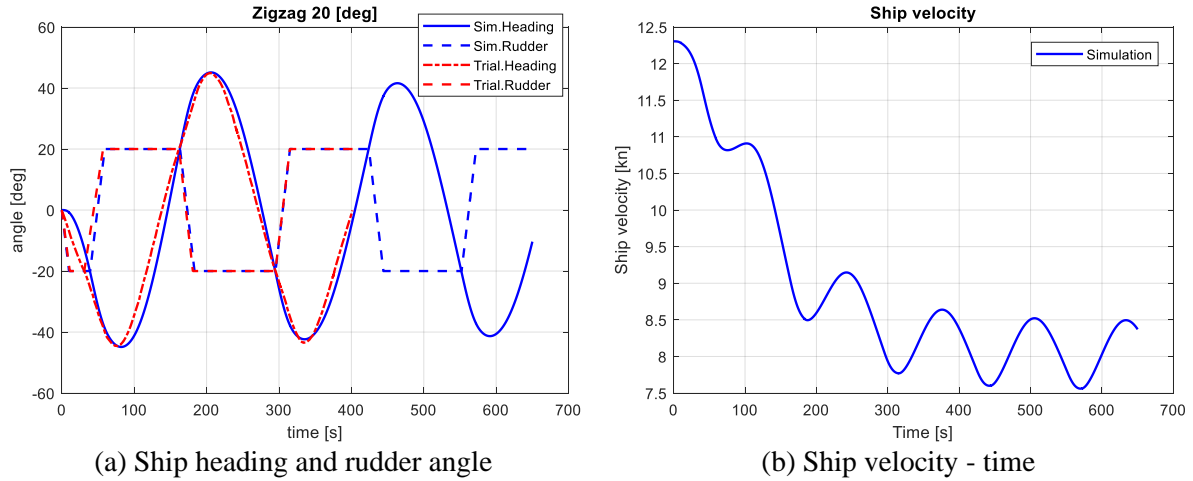 Zigzag 20 [deg]
Sim.Heading
Sim.Rudder
Trial.Heading
Trial.Rudder
60
40
20
0
-20
-40
-60
angle [deg]
0 100 200 300 400 500 600 700
time [s]
(a) Ship heading and rudder angle
Ship velocity
Simulation
12.5
12
11.5
11
10.5
10
9.5
9
8.5
8
7.5
Ship velocity [kn]
0 100 200 300 400 500 600 700
Time [s]
(b) Ship velocity - time